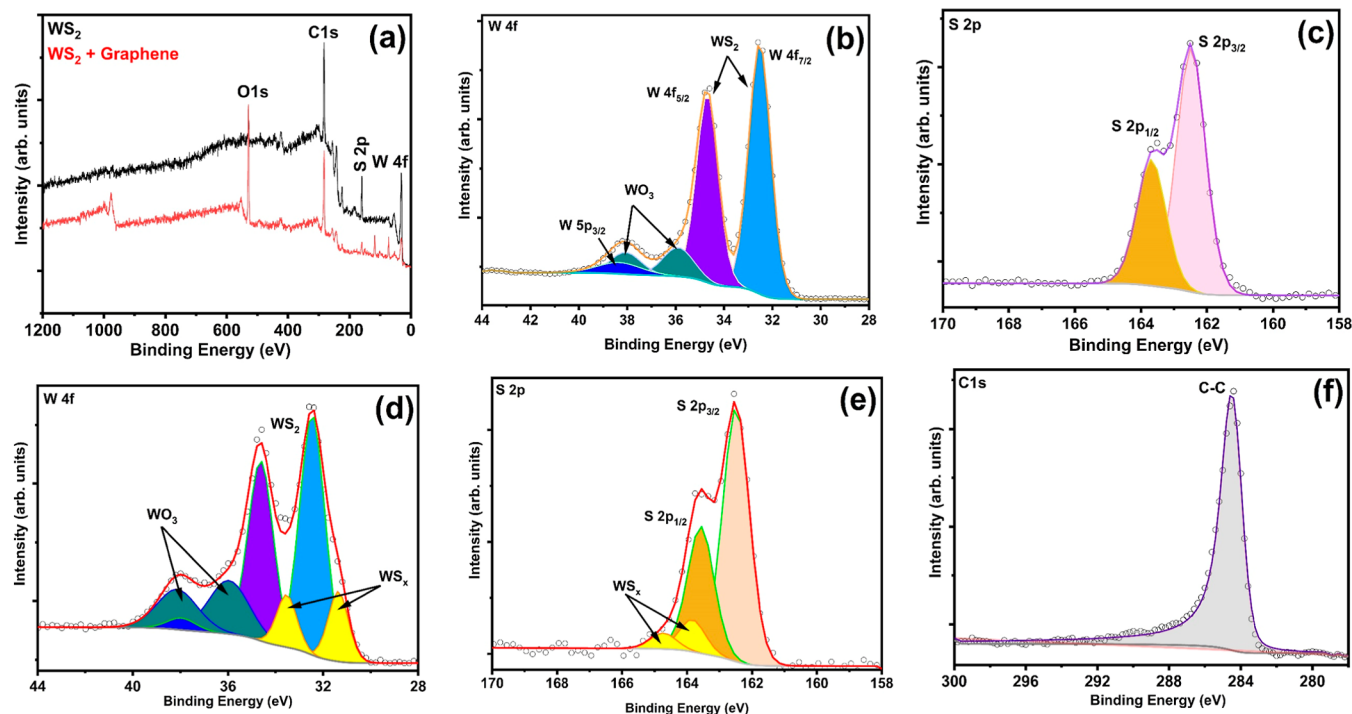 WS2
WS2 + Graphene
(a)
C1s
O1s
S 2p
W 4f
Intensity (arb. units)
1200 1000 800 600 400 200 0
Binding Energy (eV)
W 4f
(b)
WS2
W 4f7/2
W 4f5/2
WO3
W 5p3/2
Intensity (arb. units)
44 42 40 38 36 34 32 30 28
Binding Energy (eV)
S 2p
(c)
S 2p3/2
S 2p1/2
Intensity (arb. units)
170 168 166 164 162 160 158
Binding Energy (eV)
W 4f
(d)
WS2
WO3
WSx
Intensity (arb. units)
44 40 36 32 28
Binding Energy (eV)
S 2p
(e)
S 2p3/2
S 2p1/2
WSx
Intensity (arb. units)
170 168 166 164 162 160 158
Binding Energy (eV)
C1s
C-C
(f)
Intensity (arb. units)
300 296 292 288 284 280
Binding Energy (eV)